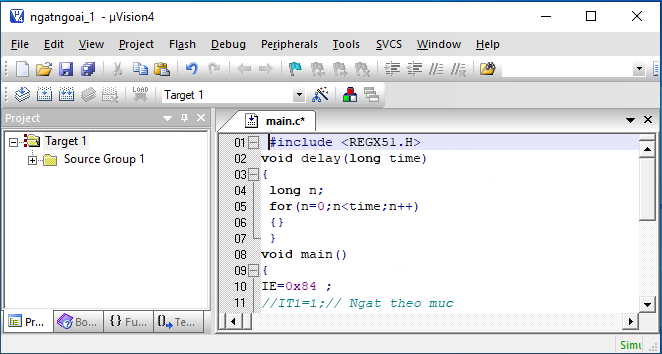 ngatngoai_1 - µVision4
File Edit View Project Flash Debug Peripherals Tools SVCS Window Help
LOAD Target 1
Project
Target 1
Source Group 1
Pr... Bo... {} Fu... 0 Te...
main.c*
01 #include <REGX51.H>
02 void delay(long time)
03 {
04 long n;
05 for(n=0;n<time;n++)
06 {}
07 }
08 void main()
09 {
10 IE=0x84 ;
11 //IT1=1;// Ngat theo muc
Simu